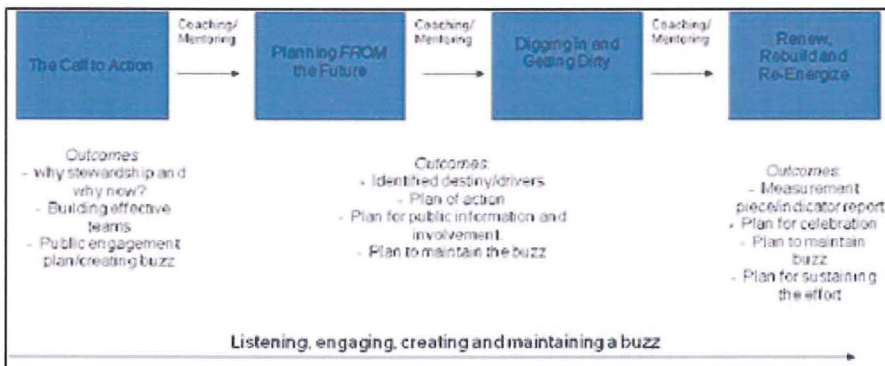 Coaching/
Mentoring
Coaching/
Mentoring
Coaching/
Mentoring
The Call to Action
Planning FROM
the Future
Digging In and
Getting Dirty
Renew,
Rebuild and
Re-Energize
Outcomes:
- why stewardship and
why now?
- Building effective
teams
- Public engagement
plan/creating buzz
Outcomes:
- Identified destiny/drivers
- Plan of action
- Plan for public information and
involvement.
- Plan to maintain the buzz
Outcomes:
- Measurement
piece/indicator report
- Plan for celebration
- Plan to maintain
buzz
- Plan for sustaining
the effort
Listening, engaging, creating and maintaining a buzz